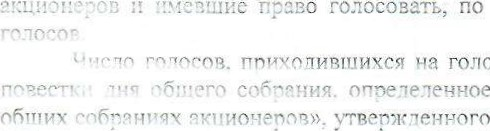 акционеров и имевшие право голосовать, по
голосов.
Число голосов, приходившихся на голо
повестки дня общего собрания, определенное
общих собраниях акционеров», утвержденного